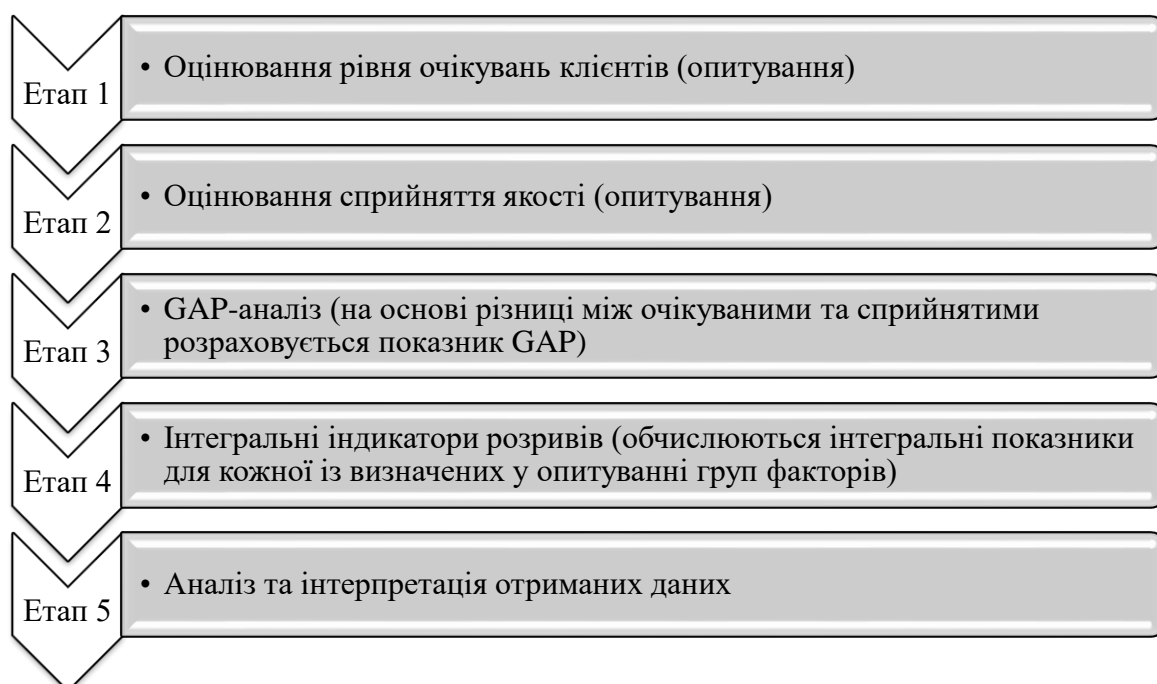 Етап 1
• Оцінювання рівня очікувань клієнтів (опитування)
Етап 2
• Оцінювання сприйняття якості (опитування)
Етап 3
• GAP-аналіз (на основі різниці між очікуваними та сприйнятими
розраховується показник GAP)
Етап 4
• Інтегральні індикатори розривів (обчислюються інтегральні показники
для кожної із визначених у опитуванні груп факторів)
Етап 5
• Аналіз та інтерпретація отриманих даних